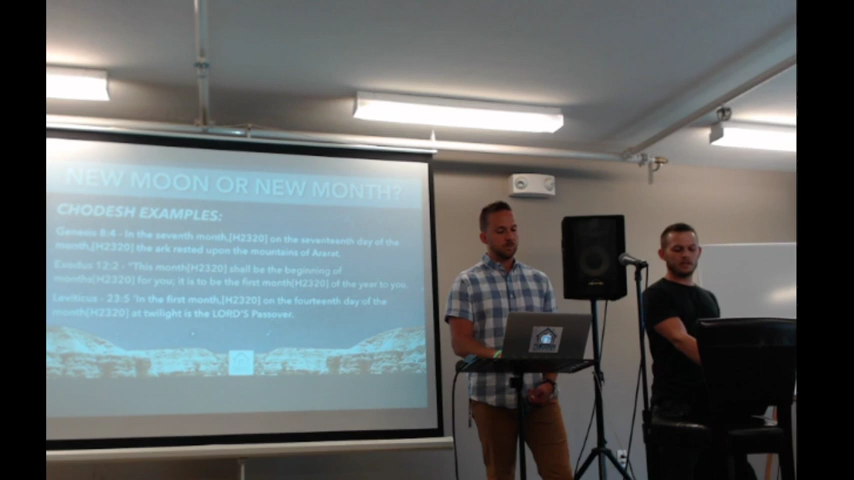 NEW MOON OR NEW MONTH?
CHODESH EXAMPLES:
Genesis 8:4 - In the seventh month,[H2320] on the seventeenth day of the
month,[H2320] the ark rested upon the mountains of Ararat.
Exodus 12:2 - "This month[H2320] shall be the beginning of
months[H2320] for you; it is to be the first month[H2320] of the year to you.
Leviticus - 23:5 'In the first month,[H2320] on the fourteenth day of the
month[H2320] at twilight is the LORD'S Passover.